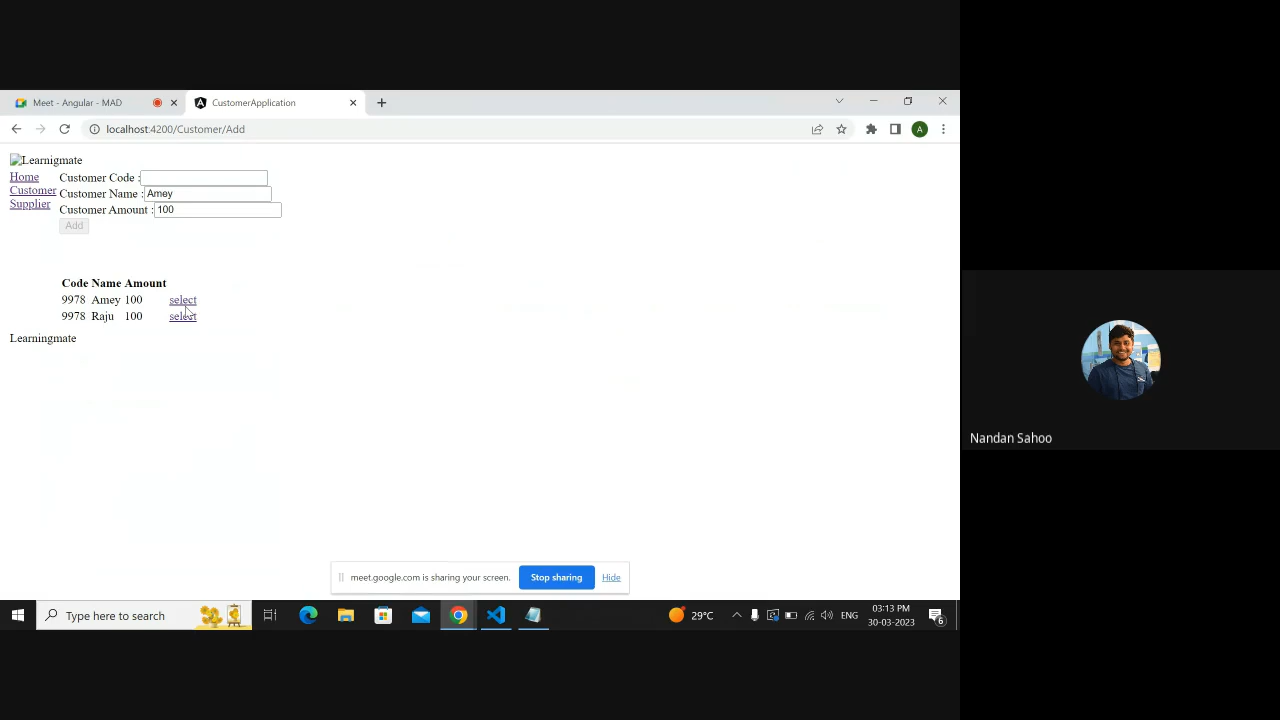 Meet - Angular - MAD
CustomerApplication
localhost:4200/Customer/Add
A
Learnigmate
Home
Customer
Supplier
Customer Code :
Customer Name : Amey
Customer Amount : 100
Add
Code Name Amount
9978 Amey 100 select
9978 Raju 100 select
Learningmate
Nandan Sahoo
meet.google.com is sharing your screen.
Stop sharing
Hide
Type here to search
29°C
ENG
03:13 PM
30-03-2023
6